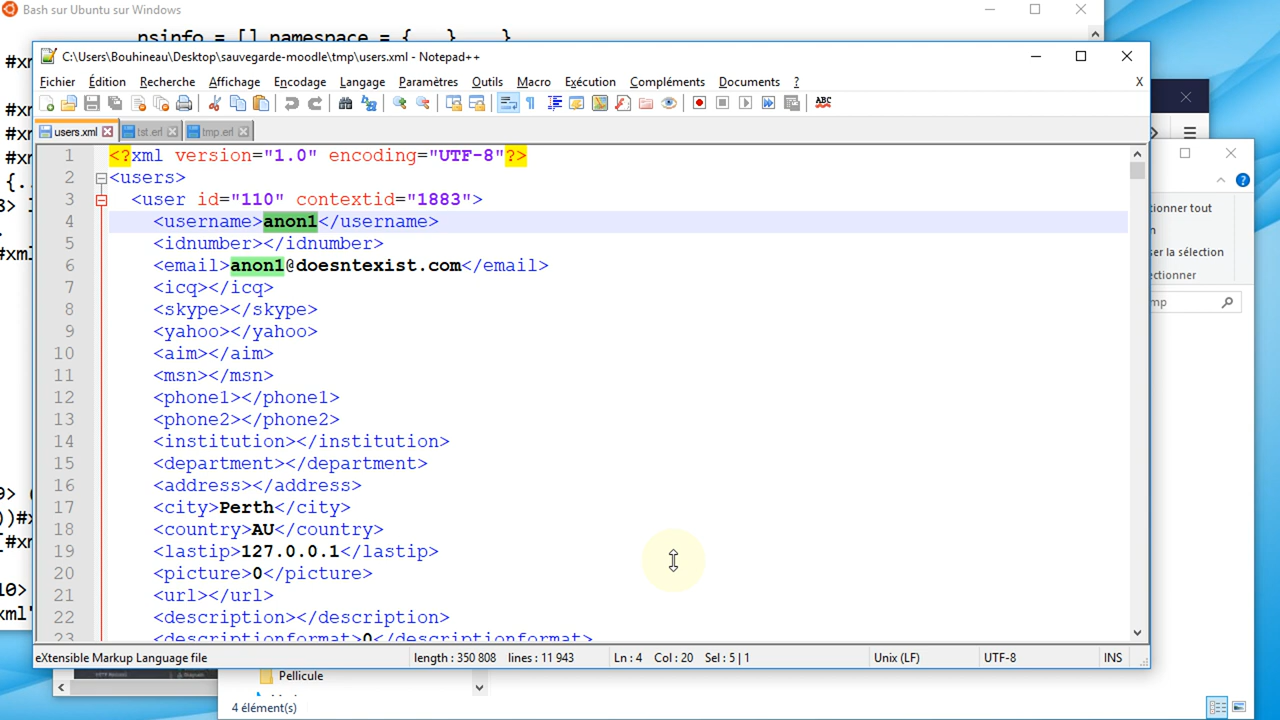 Bash sur Ubuntu sur Windows
nsinfo = [] namespace = {
C:\Users\Bouhineau\Desktop\sauvegarde-moodle\tmp\users.xml - Notepad++
Fichier Édition Recherche Affichage Encodage Langage Paramètres Outils Macro Exécution Compléments Documents ? X
ABC
users.xml tst.erl tmp.erl
1 <?xml version="1.0" encoding="UTF-8"?>
2 <users>
3 <user id="110" contextid="1883">
4 <username>anon1</username>
5 <idnumber></idnumber>
6 <email>anon1@doesntexist.com</email>
7 <icq></icq>
8 <skype></skype>
9 <yahoo></yahoo>
10 <aim></aim>
11 <msn></msn>
12 <phone1></phone1>
13 <phone2></phone2>
14 <institution></institution>
15 <department></department>
16 <address></address>
17 <city>Perth</city>
18 <country>AU</country>
19 <lastip>127.0.0.1</lastip>
20 <picture>0</picture>
21 <url></url>
22 <description></description>
23 <descriptionformat>0</descriptionformat>
eXtensible Markup Language file length : 350 808 lines : 11 943 Ln : 4 Col : 20 Sel : 5 | 1 Unix (LF) UTF-8 INS
tionner tout
er la sélection
ectionner
mp
Pellicule
4 élément(s)